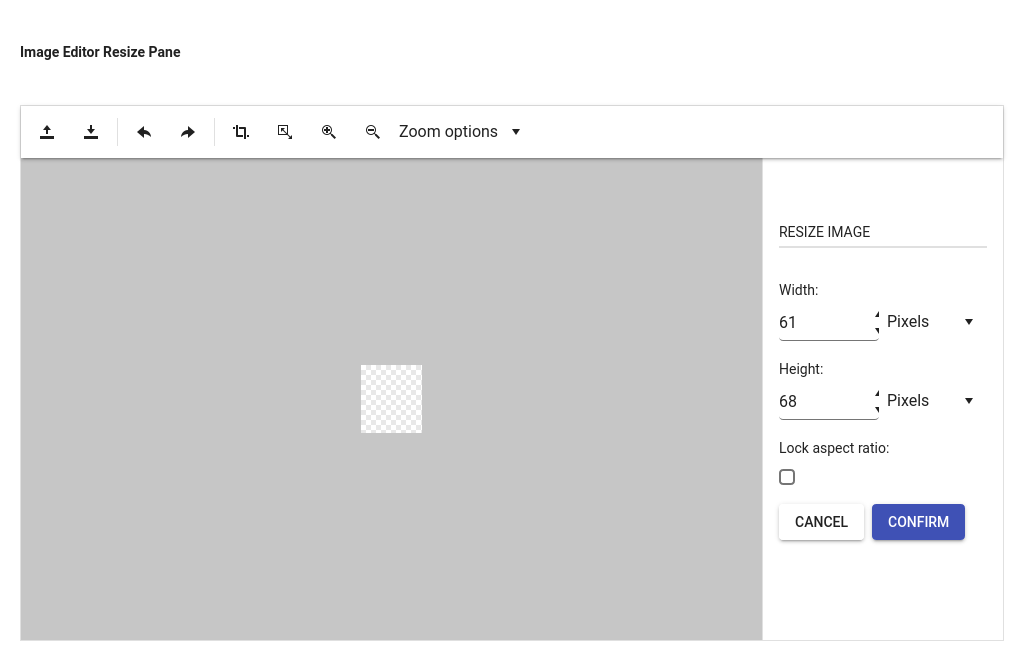 Image Editor Resize Pane
Zoom options
RESIZE IMAGE
Width:
61 Pixels
Height:
68 Pixels
Lock aspect ratio:
CANCEL CONFIRM